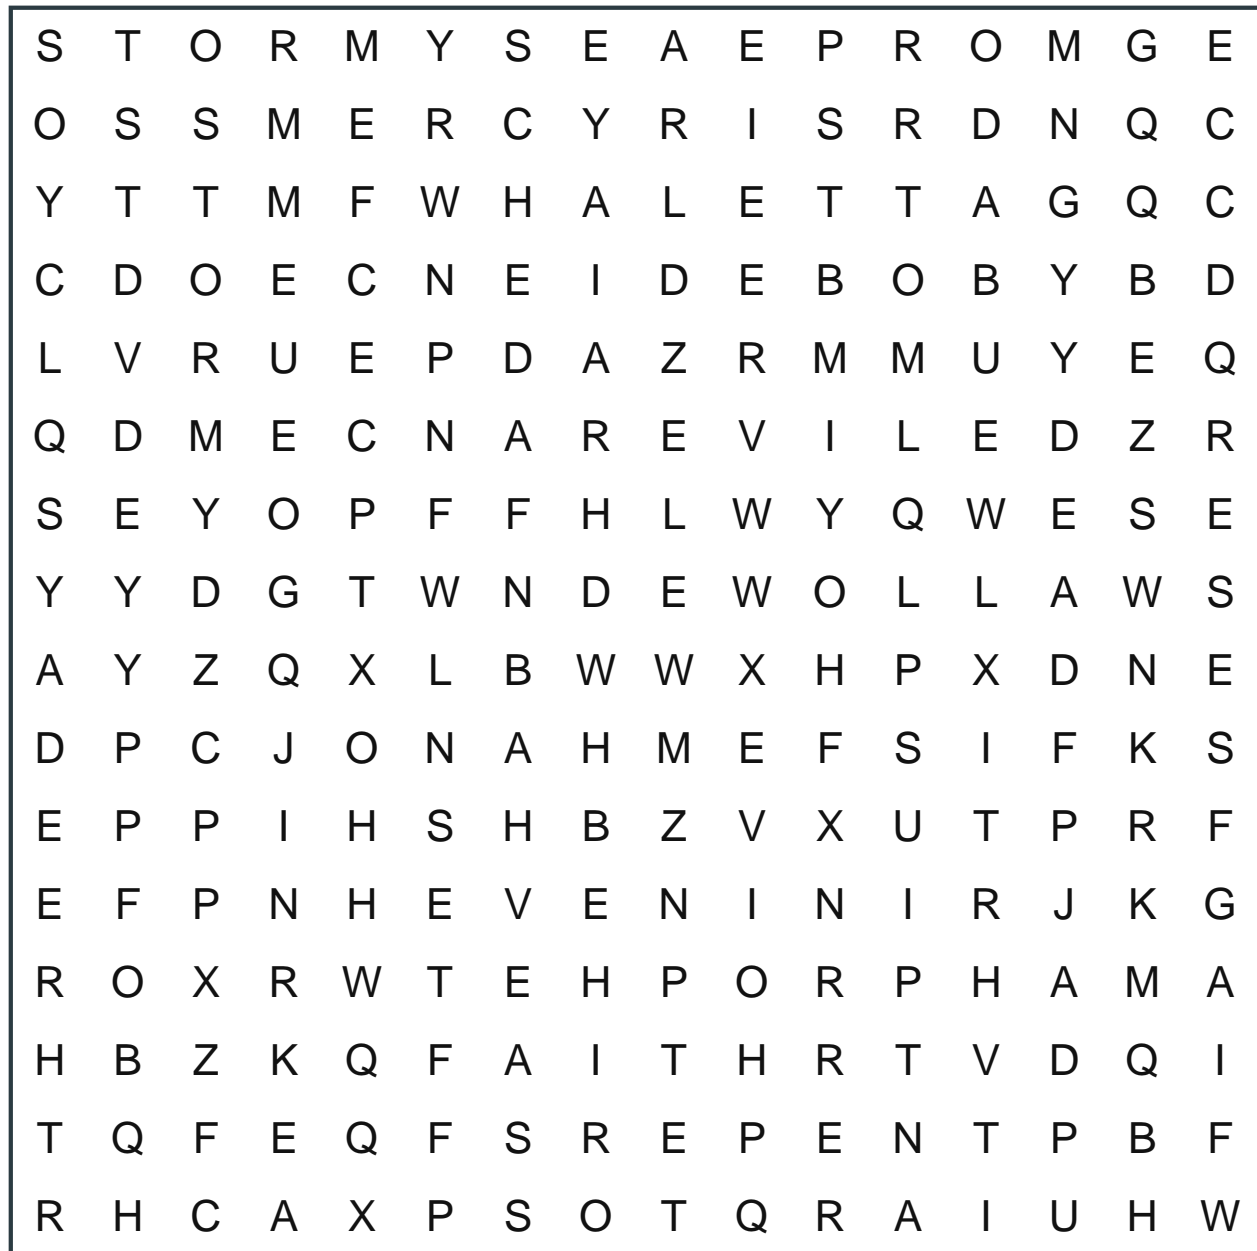 S T O R M Y S E A E P R O M G E
O S S M E R C Y R I S R D N Q C
Y T T M F W H A L E T T A G Q C
C D O E C N E I D E B O B Y B D
L V R U E P D A Z R M M U Y E Q
Q D M E C N A R E V I L E D Z R
S E Y O P F F H L W Y Q W E S E
Y Y D G T W N D E W O L L A W S
A Y Z Q X L B W W X H P X D N E
D P C J O N A H M E F S I F K S
E P P I H S H B Z V X U T P R F
E F P N H E V E N I N I R J K G
R O X R W T E H P O R P H A M A
H B Z K Q F A I T H R T V D Q I
T Q F E Q F S R E P E N T P B F
R H C A X P S O T Q R A I U H W